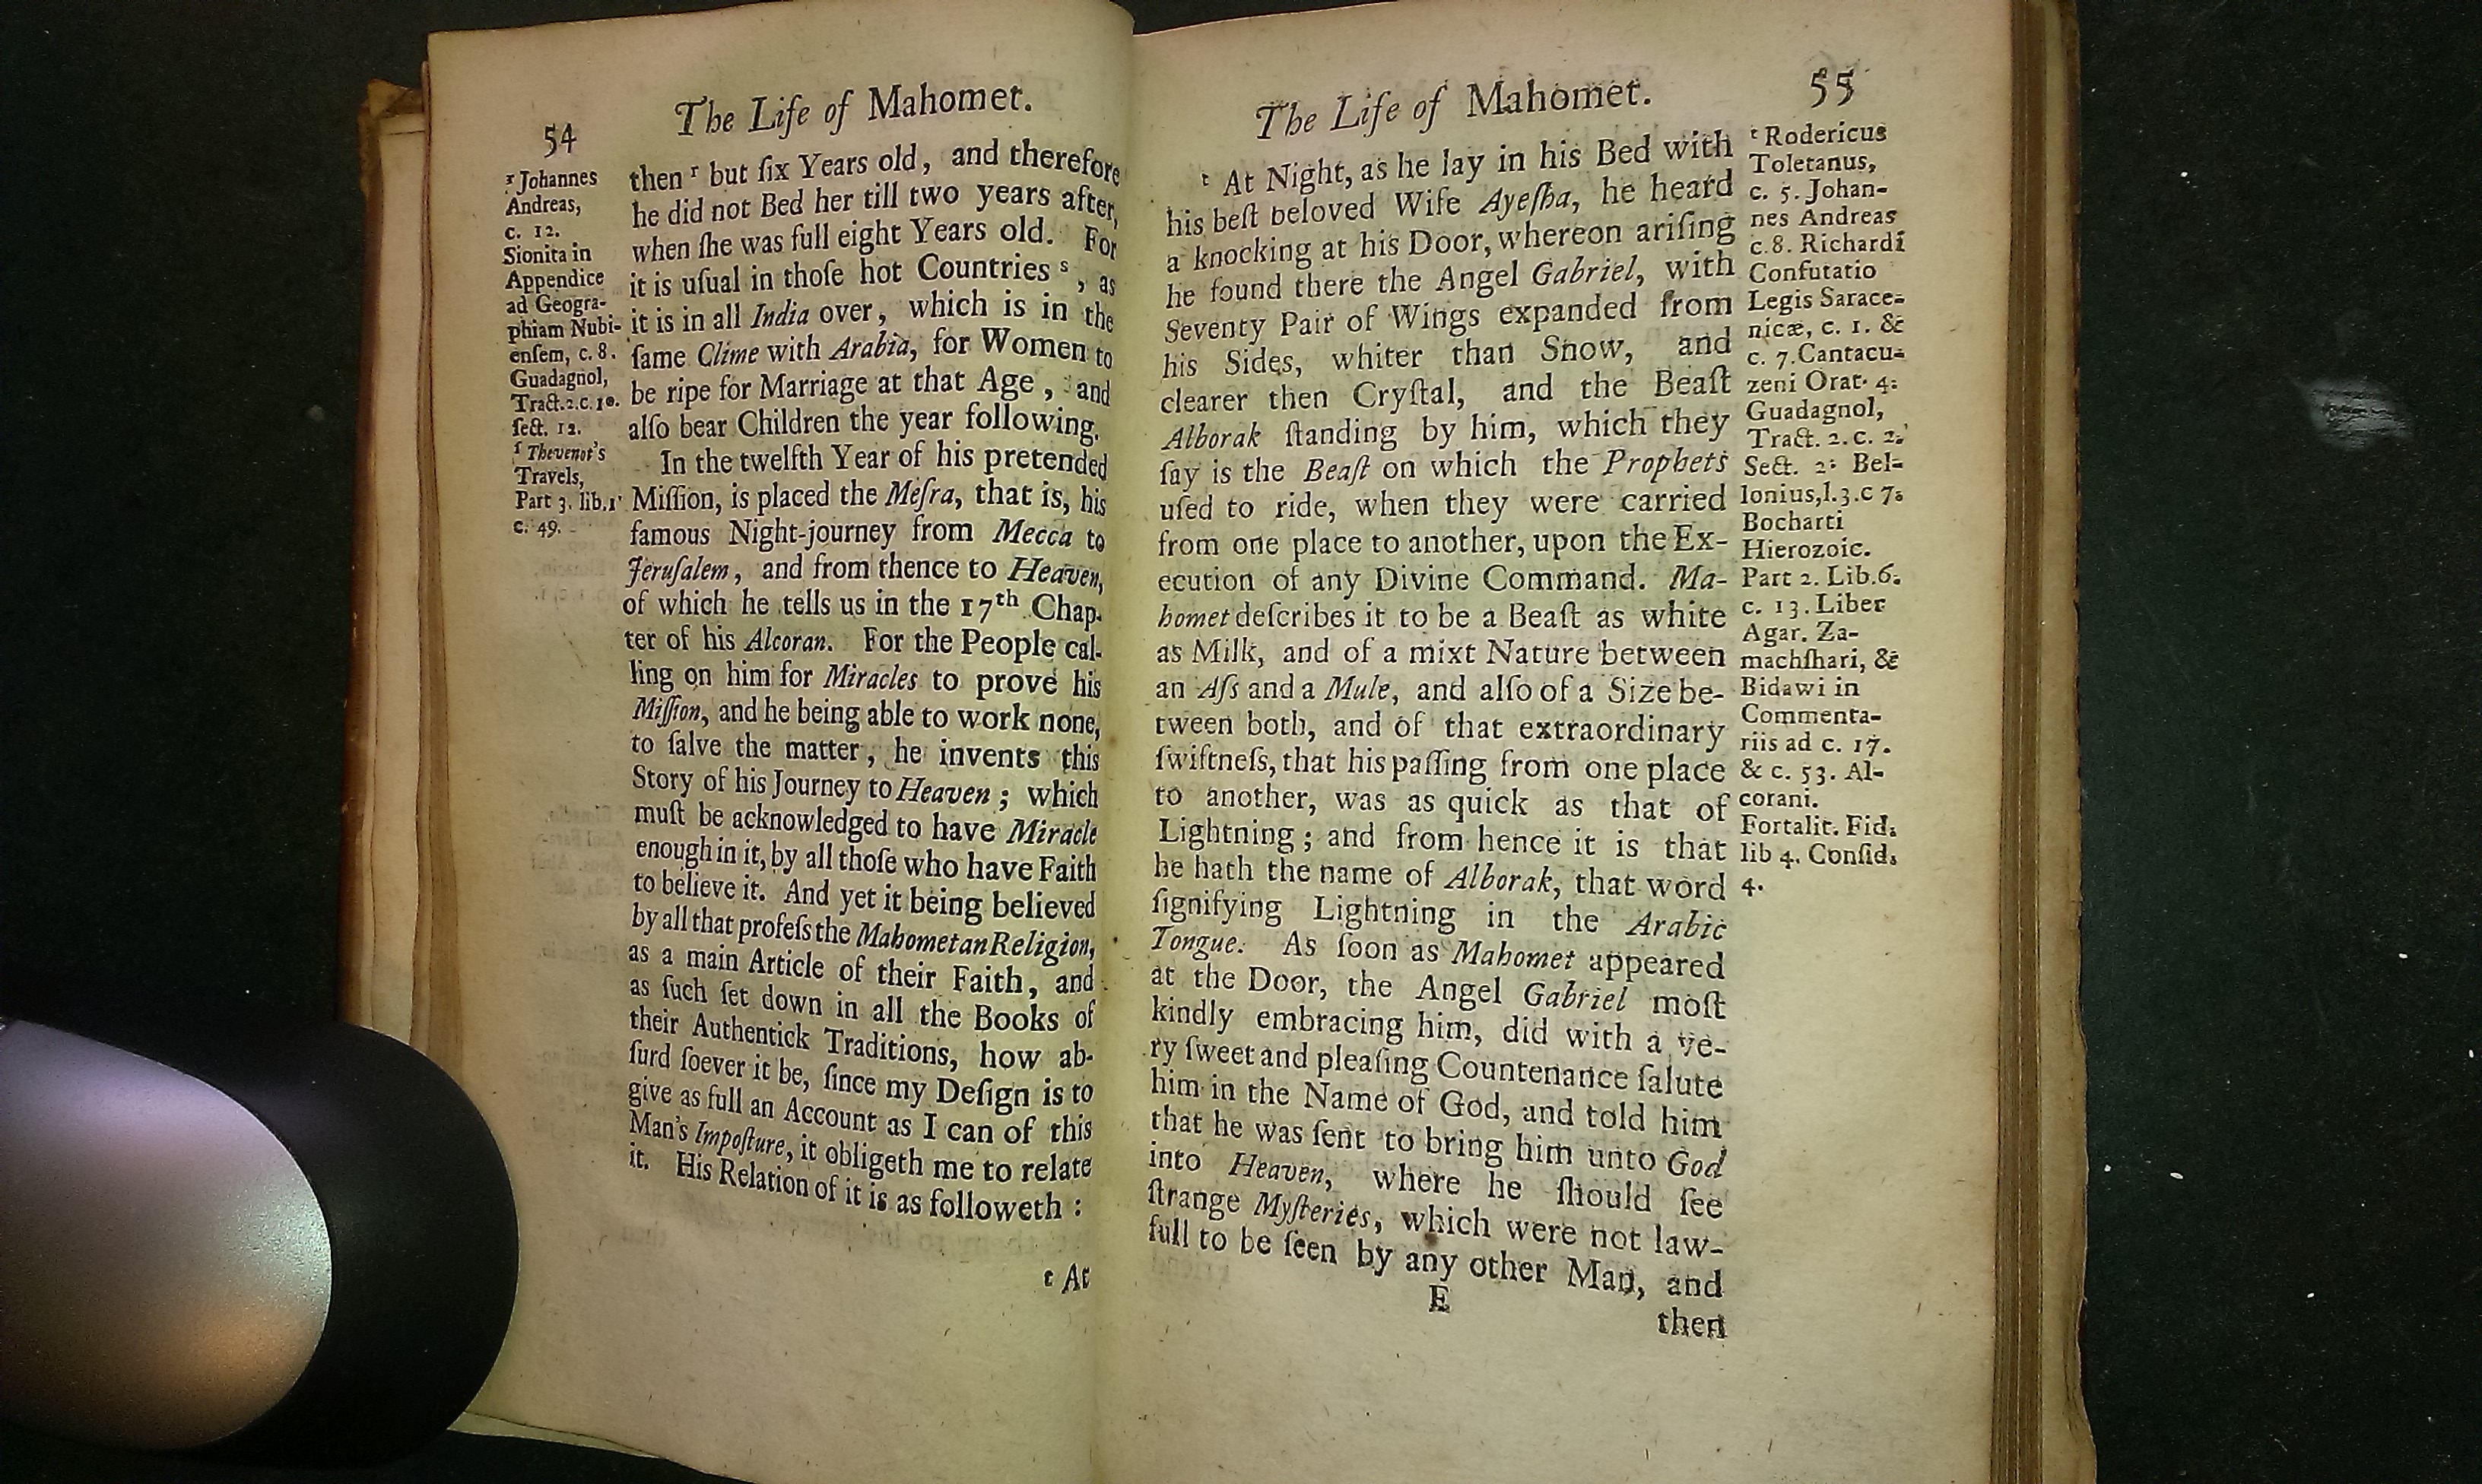 54
The Life of Mahomet.
ʳ Johannes
Andreas,
c. 12.
Sionita in
Appendice
ad Geogra-
phiam Nubi-
enſem, c. 8.
Guadagnol,
Tract. 2. c. 10.
ſect. 12.
ſ Thevenot's
Travels,
Part 3. lib. 1
c. 49.
then ʳ but ſix Years old, and therefore
he did not Bed her till two years after,
when ſhe was full eight Years old. For
it is uſual in thoſe hot Countries ˢ, as
it is in all India over, which is in the
ſame Clime with Arabia, for Women to
be ripe for Marriage at that Age, and
alſo bear Children the year following.
In the twelfth Year of his pretended
Miſſion, is placed the Meſra, that is, his
famous Night-journey from Mecca to
Jeruſalem, and from thence to Heaven,
of which he tells us in the 17th Chap-
ter of his Alcoran. For the People cal-
ling on him for Miracles to prove his
Miſſion, and he being able to work none,
to ſalve the matter, he invents this
Story of his Journey to Heaven; which
muſt be acknowledged to have Miracle
enough in it, by all thoſe who have Faith
to believe it. And yet it being believed
by all that profeſs the Mahometan Religion,
as a main Article of their Faith, and
as ſuch ſet down in all the Books of
their Authentick Traditions, how ab-
ſurd ſoever it be, ſince my Deſign is to
give as full an Account as I can of this
Man's Impoſture, it obligeth me to relate
it. His Relation of it is as followeth:
ᵗ At
The Life of Mahomet.
55
ᵗ At Night, as he lay in his Bed with
his beſt beloved Wife Ayeſha, he heard
a knocking at his Door, whereon ariſing
he found there the Angel Gabriel, with
Seventy Pair of Wings expanded from
his Sides, whiter than Snow, and
clearer then Cryſtal, and the Beaſt
Alborak ſtanding by him, which they
ſay is the Beaſt on which the Prophets
uſed to ride, when they were carried
from one place to another, upon the Ex-
ecution of any Divine Command. Ma-
homet deſcribes it to be a Beaſt as white
as Milk, and of a mixt Nature between
an Aſs and a Mule, and alſo of a Size be-
tween both, and of that extraordinary
ſwiftneſs, that his paſſing from one place
to another, was as quick as that of
Lightning; and from hence it is that
he hath the name of Alborak, that word
ſignifying Lightning in the Arabic
Tongue. As ſoon as Mahomet appeared
at the Door, the Angel Gabriel moſt
kindly embracing him, did with a ve-
ry ſweet and pleaſing Countenance ſalute
him in the Name of God, and told him
that he was ſent to bring him unto God
into Heaven, where he ſhould ſee
ſtrange Myſteries, which were not law-
full to be ſeen by any other Man, and
E
then
ᵗ Rodericus
Toletanus,
c. 5. Johan-
nes Andreas
c. 8. Richardi
Confutatio
Legis Sarace-
nicæ, c. 1. &
c. 7. Cantacu-
zeni Orat. 4.
Guadagnol,
Tract. 2. c. 2.
Sect. 2. Bel-
lonius, l. 3. c 7.
Bocharti
Hierozoic.
Part 2. Lib. 6.
c. 13. Liber
Agar. Za-
machſhari, &
Bidawi in
Commenta-
riis ad c. 17.
& c. 53. Al-
corani.
Fortalit. Fid.
lib 4. Conſid.
4.